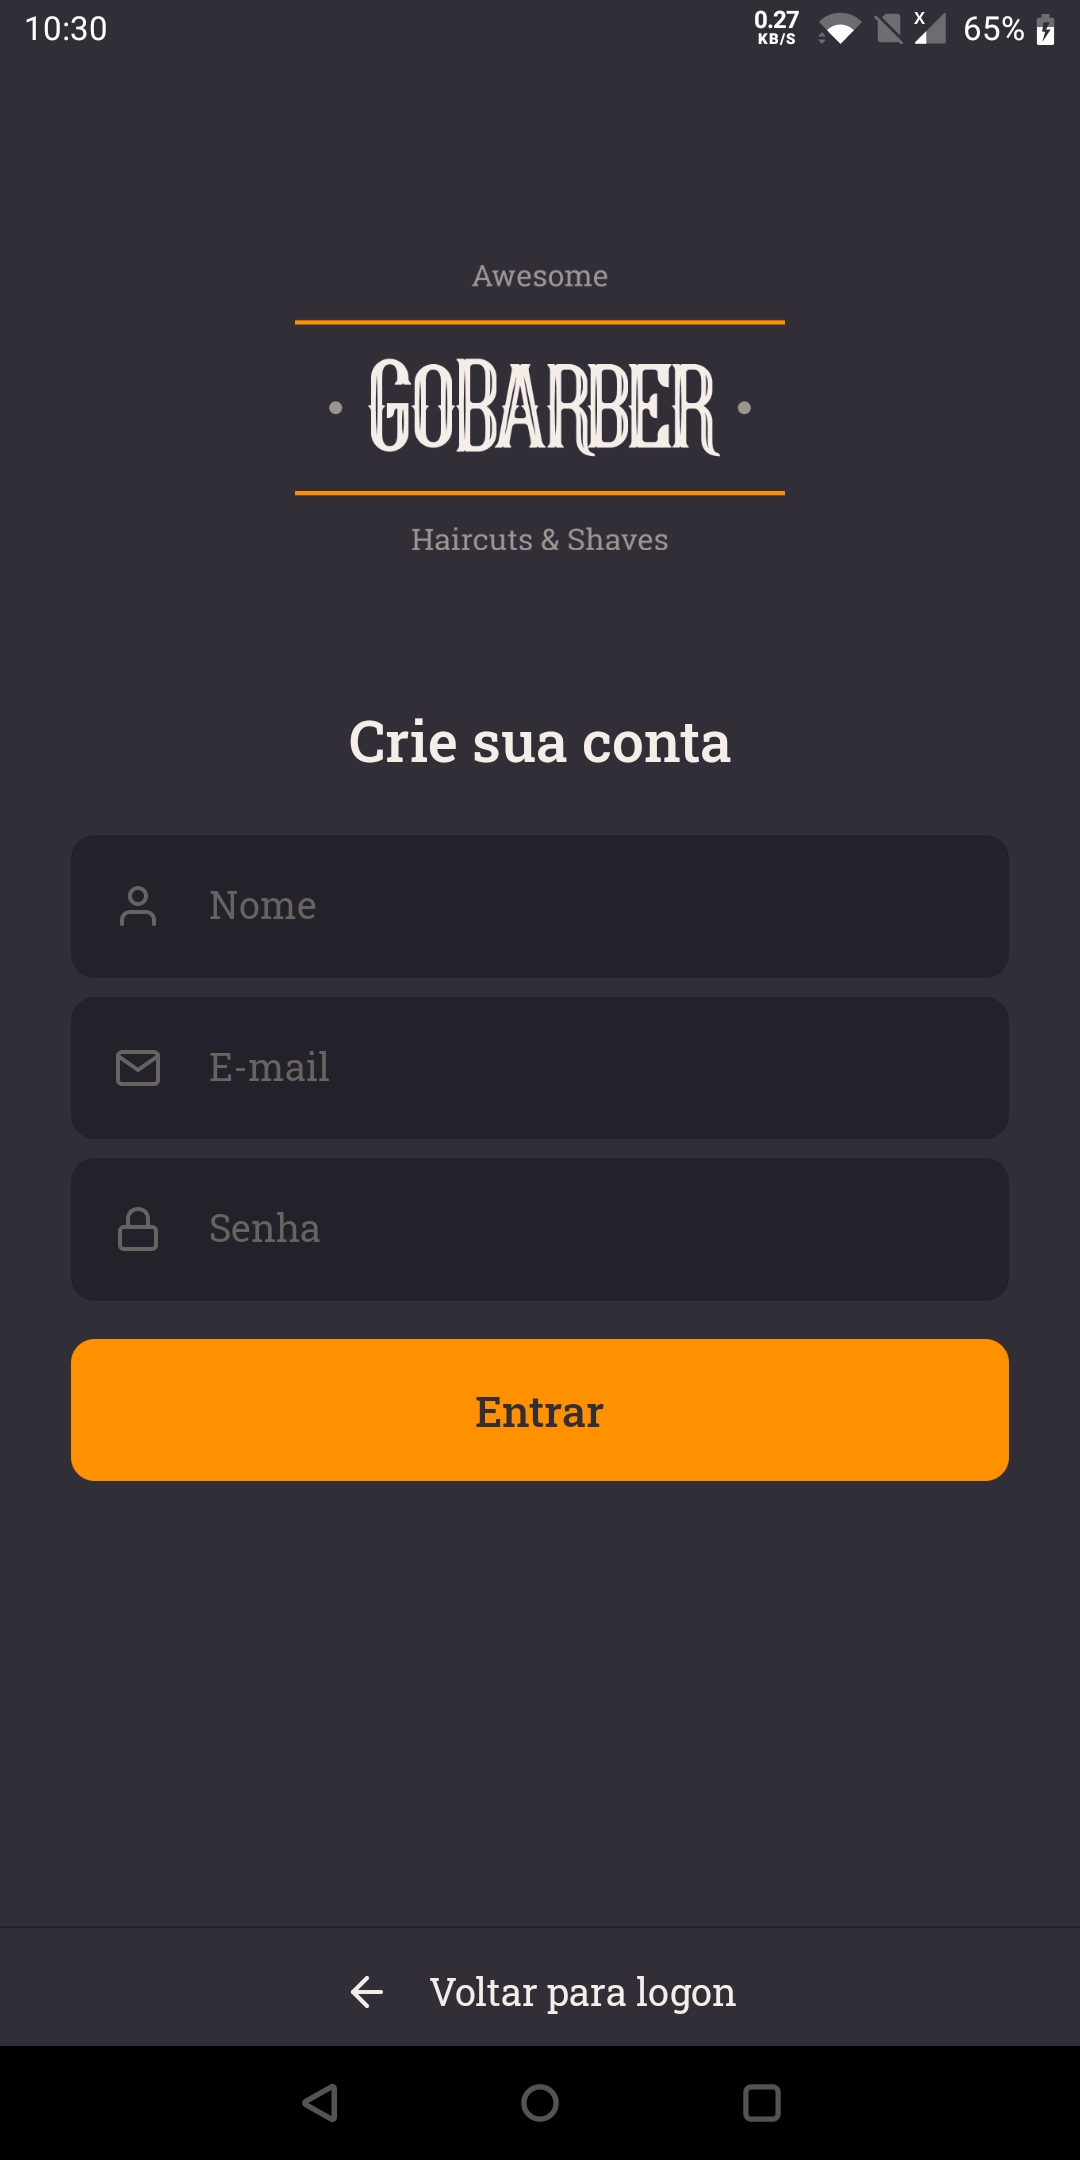 10:30
0.27
KB/S
X
65%
Awesome
• GOBARBER •
Haircuts & Shaves
Crie sua conta
Nome
E-mail
Senha
Entrar
Voltar para logon